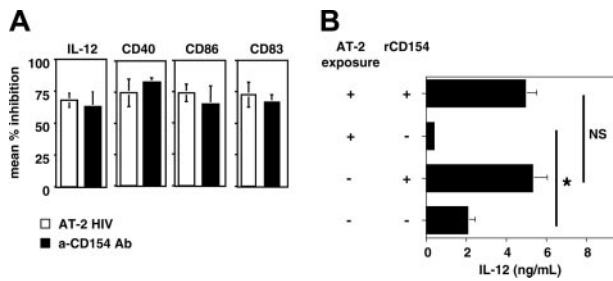 A
IL-12 CD40 CD86 CD83
mean % inhibition
100
75
50
25
0
AT-2 HIV
a-CD154 Ab
B
AT-2 exposure rCD154
+ +
+ -
- +
- -
NS
*
0 2 4 6 8
IL-12 (ng/mL)